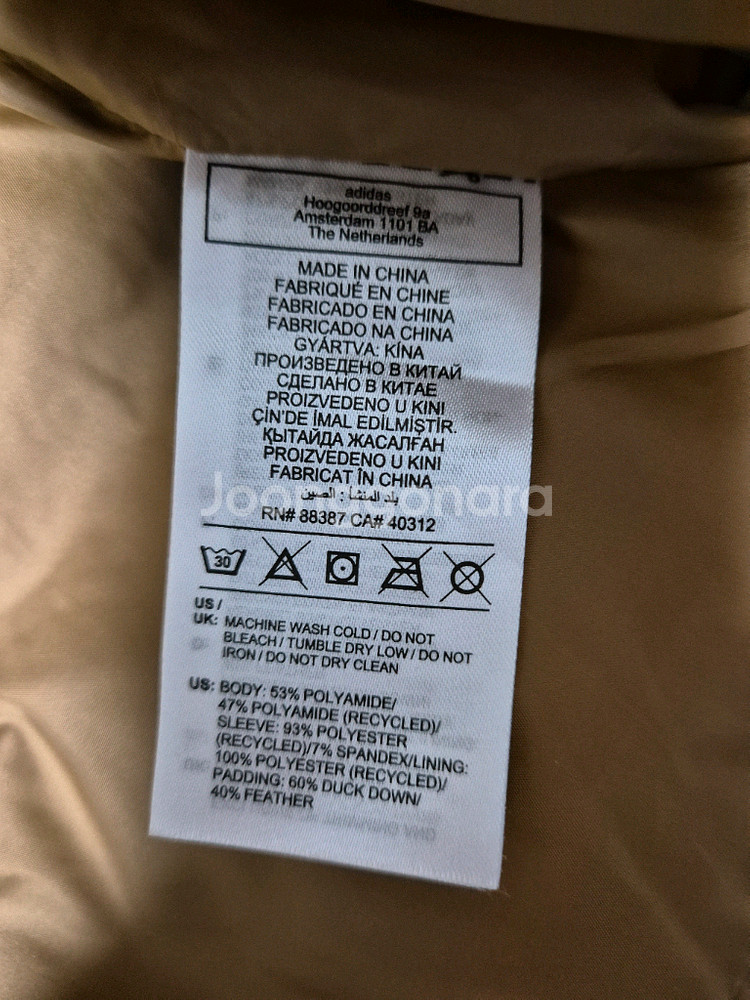 adidas
Hoogoorddreef 9a
Amsterdam 1101 BA
The Netherlands
MADE IN CHINA
FABRIQUÉ EN CHINE
FABRICADO EN CHINA
FABRICADO NA CHINA
GYÁRTVA: KÍNA
ПРОИЗВЕДЕНО В КИТАЙ
СДЕЛАНО В КИТАЕ
PROIZVEDENO U KINI
ÇİN'DE İMAL EDİLMİŞTİR.
ҚЫТАЙДА ЖАСАЛҒАН
PROIZVEDENO U KINI
FABRICAT ÎN CHINA
بلد المنشأ : الصين
Joongonara
RN# 88387 CA# 40312
30
US /
UK: MACHINE WASH COLD / DO NOT
BLEACH / TUMBLE DRY LOW / DO NOT
IRON / DO NOT DRY CLEAN
US: BODY: 53% POLYAMIDE/
47% POLYAMIDE (RECYCLED)/
SLEEVE: 93% POLYESTER
(RECYCLED)/7% SPANDEX/LINING:
100% POLYESTER (RECYCLED)/
PADDING: 60% DUCK DOWN/
40% FEATHER